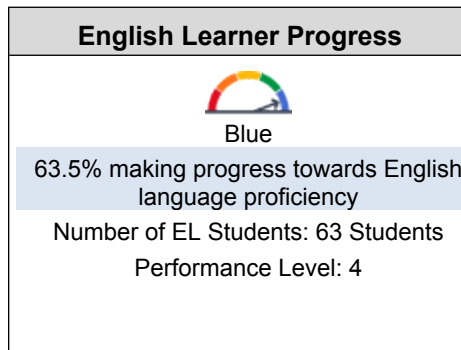 English Learner Progress
Blue
63.5% making progress towards English
language proficiency
Number of EL Students: 63 Students
Performance Level: 4